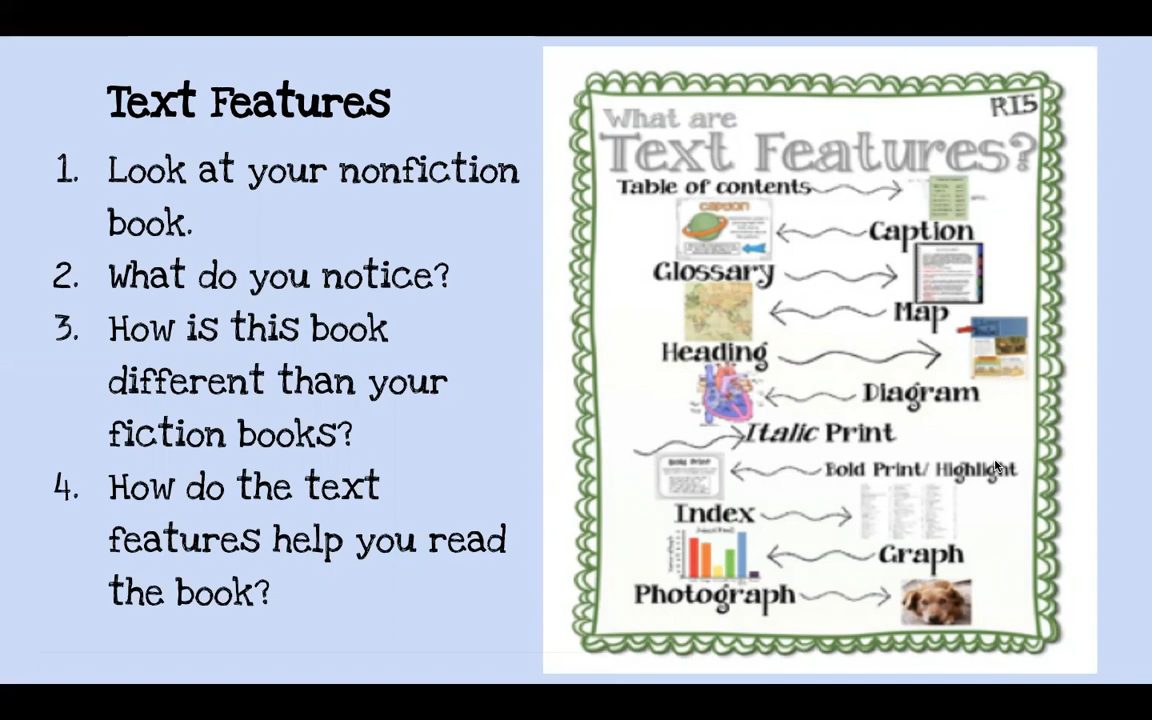 Text Features
1. Look at your nonfiction
book.
2. What do you notice?
3. How is this book
different than your
fiction books?
4. How do the text
features help you read
the book?
RI5
What are
Text Features?
Table of contents
caption
Caption
Glossary
Map
Heading
Diagram
Italic Print
Bold Print
Bold Print/ Highlight
Index
Graph
Photograph